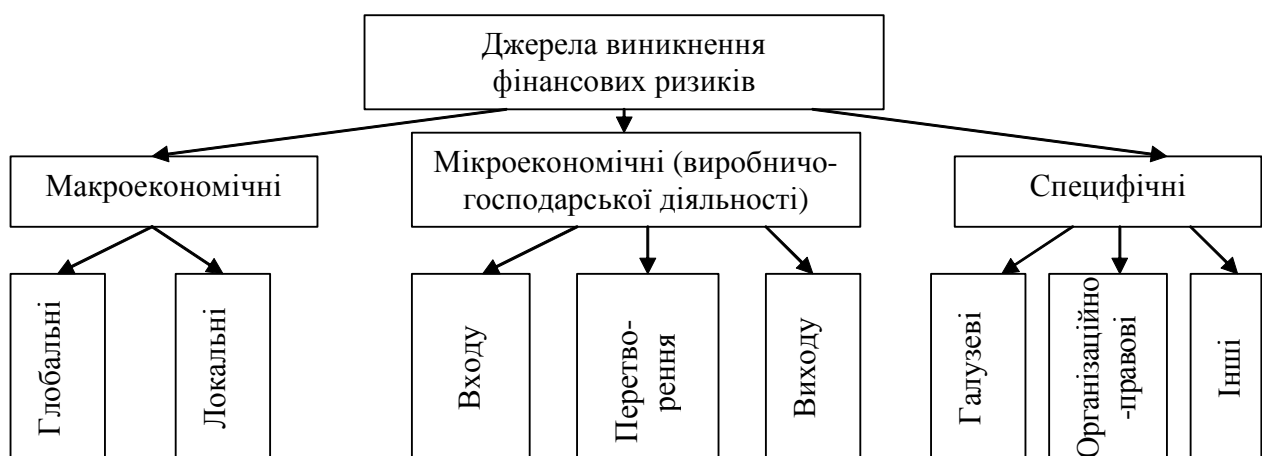 Джерела виникнення
фінансових ризиків
Макроекономічні
Мікроекономічні (виробничо-
господарської діяльності)
Специфічні
Глобальні
Локальні
Входу
Перетво-
рення
Виходу
Галузеві
Організаційно
-правові
Інші